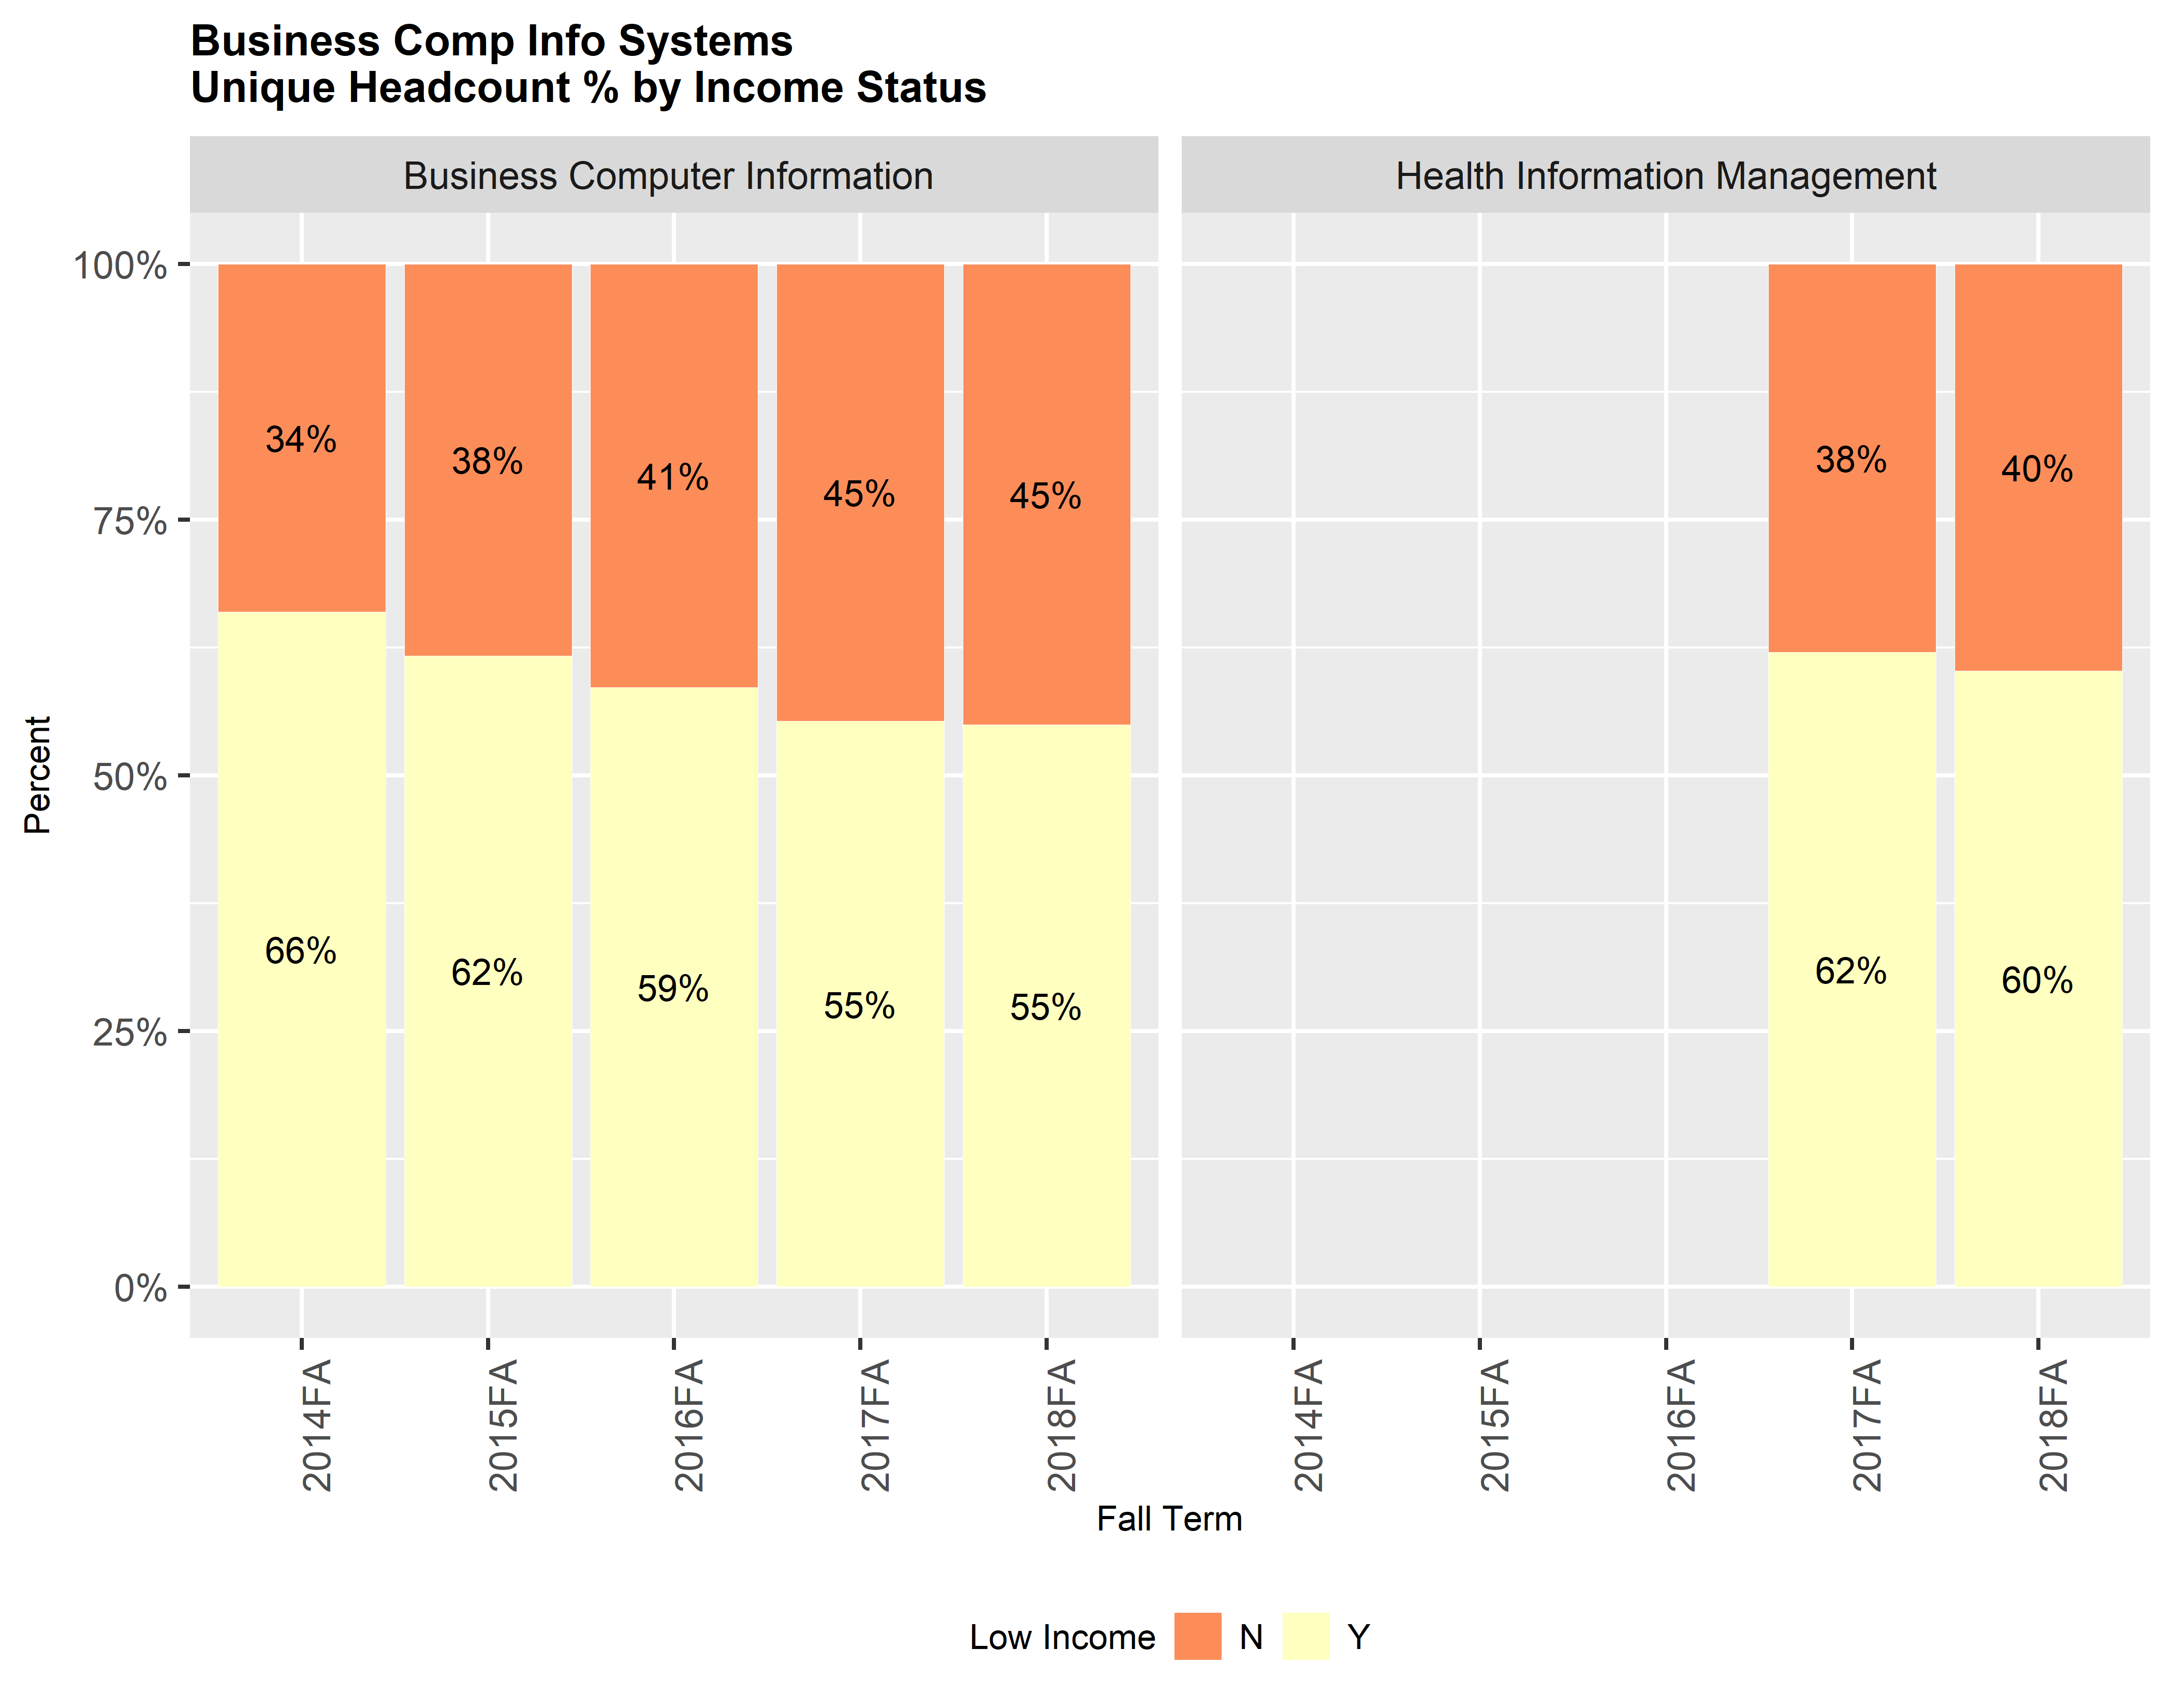 Business Comp Info Systems
Unique Headcount % by Income Status
Business Computer Information
Health Information Management
Percent
100%
75%
50%
25%
0%
34%
38%
41%
45%
45%
66%
62%
59%
55%
55%
38%
40%
62%
60%
2014FA
2015FA
2016FA
2017FA
2018FA
2014FA
2015FA
2016FA
2017FA
2018FA
Fall Term
Low Income N Y